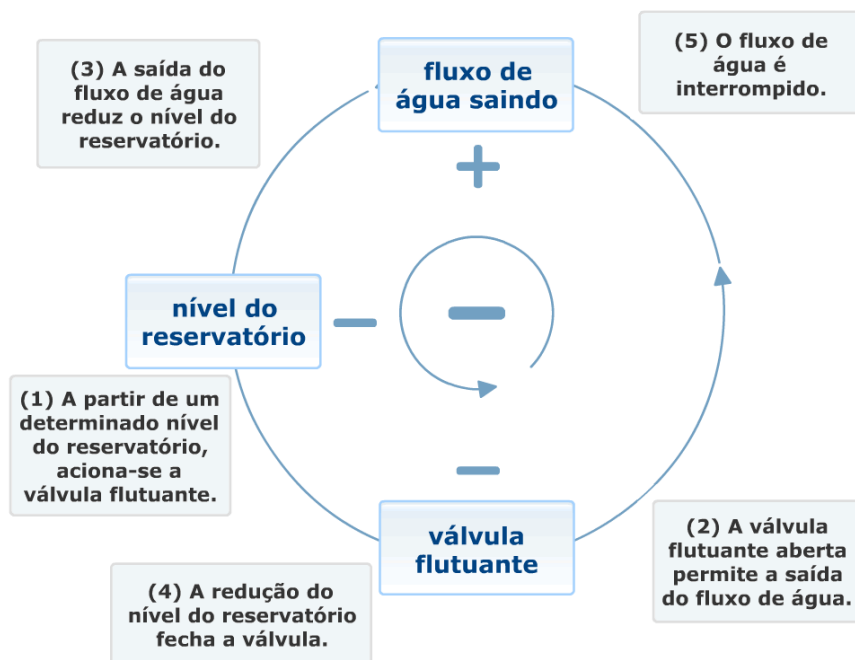 (3) A saída do
fluxo de água
reduz o nível do
reservatório.
fluxo de
água saindo
(5) O fluxo de
água é
interrompido.
+
nível do
reservatório
−
−
(1) A partir de um
determinado nível
do reservatório,
aciona-se a
válvula flutuante.
−
válvula
flutuante
(2) A válvula
flutuante aberta
permite a saída
do fluxo de água.
(4) A redução do
nível do reservatório
fecha a válvula.